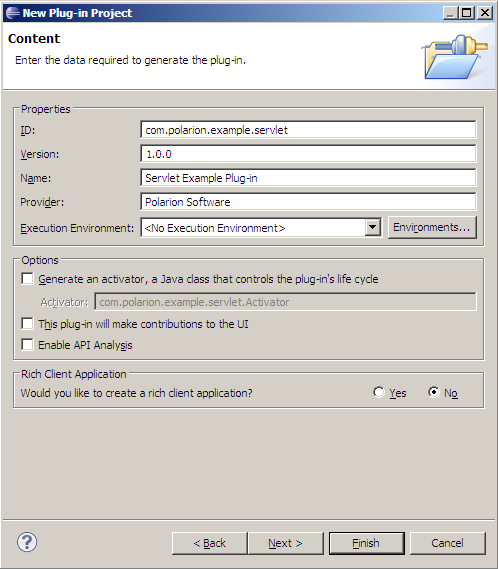 New Plug-in Project
Content
Enter the data required to generate the plug-in.
Properties
ID: com.polarion.example.servlet
Version: 1.0.0
Name: Servlet Example Plug-in
Provider: Polarion Software
Execution Environment: <No Execution Environment> Environments...
Options
Generate an activator, a Java class that controls the plug-in's life cycle
Activator: com.polarion.example.servlet.Activator
This plug-in will make contributions to the UI
Enable API Analysis
Rich Client Application
Would you like to create a rich client application? Yes No
? < Back Next > Finish Cancel